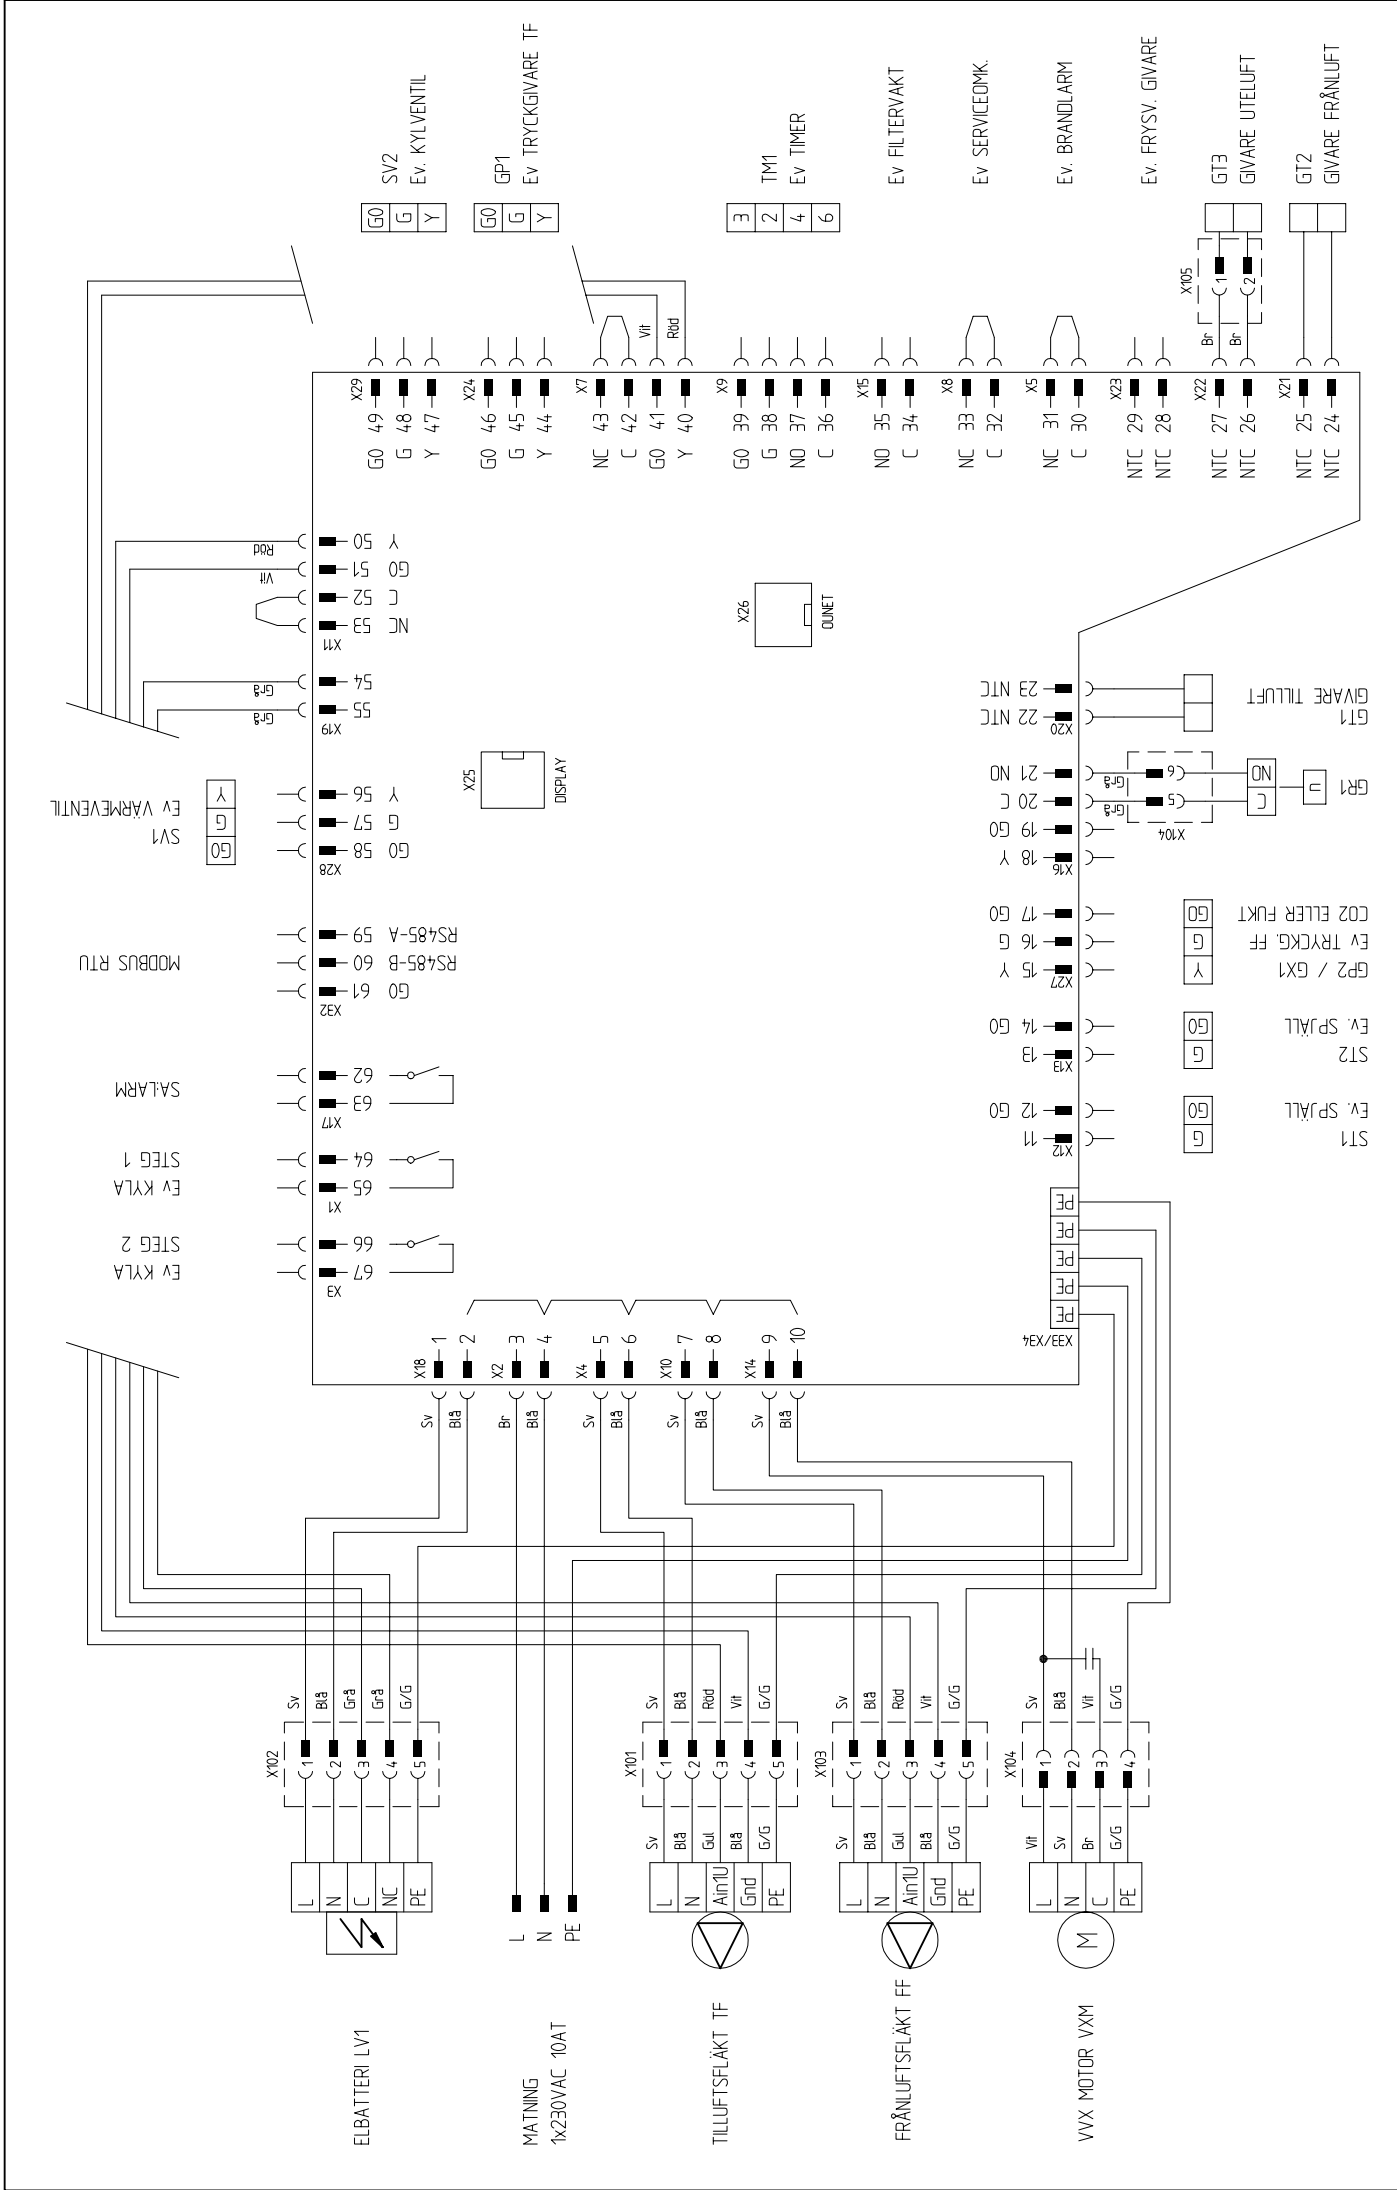 SV2
Ev. KYLVENTIL
G0
G
Y
GP1
Ev TRYCKGIVARE TF
G0
G
Y
TM1
Ev TIMER
3
2
4
6
Ev FILTERVAKT
Ev SERVICEOMK.
Ev. BRANDLARM
Ev. FRYSV. GIVARE
GT3
GIVARE UTELUFT
GT2
GIVARE FRÅNLUFT
X105
1
2
Br
Br
Vit
Röd
X29
G0 49
G 48
Y 47
X24
G0 46
G 45
Y 44
X7
NC 43
C 42
G0 41
Y 40
X9
G0 39
G 38
NO 37
C 36
X15
NO 35
C 34
X8
NC 33
C 32
X5
NC 31
C 30
X23
NTC 29
NTC 28
X22
NTC 27
NTC 26
X21
NTC 25
NTC 24
Röd
Vit
50 Y
51 G0
52 C
53 NC
X11
Grå
Grå
54
55
X19
SV1
Ev VÄRMEVENTIL
Y
G
G0
56 Y
57 G
58 G0
X28
MODBUS RTU
59 RS485-A
60 RS485-B
61 G0
X32
SA:LARM
62
63
X17
STEG 1
Ev KYLA
64
65
X1
STEG 2
Ev KYLA
66
67
X3
X25
DISPLAY
X26
OUNET
23 NTC
22 NTC
X20
GT1
GIVARE TILLUFT
21 NO
20 C
19 G0
18 Y
X16
Grå
Grå
6
5
X104
NO
C
n
GR1
17 G0
16 G
15 Y
X27
G0
G
Y
CO2 ELLER FUKT
Ev TRYCKG. FF
GP2 / GX1
14 G0
13
X13
G0
G
Ev. SPJÄLL
ST2
12 G0
11
X12
G0
G
Ev. SPJÄLL
ST1
PE
PE
PE
PE
PE
X33/X34
X18
1
2
X2
3
4
X4
5
6
X10
7
8
X14
9
10
Sv
Blå
Br
Blå
Sv
Blå
Sv
Blå
Sv
Blå
X102
Sv
Blå
Grå
Grå
G/G
1
2
3
4
5
L
N
C
NC
PE
ELBATTERI LV1
L
N
PE
MATNING
1x230VAC 10AT
X101
Sv
Blå
Röd
Vit
G/G
1
2
3
4
5
Sv
Blå
Gul
Blå
G/G
L
N
Ain1U
Gnd
PE
TILLUFTSFLÄKT TF
X103
Sv
Blå
Röd
Vit
G/G
1
2
3
4
5
Sv
Blå
Gul
Blå
G/G
L
N
Ain1U
Gnd
PE
FRÅNLUFTSFLÄKT FF
X104
Sv
Blå
Vit
G/G
1
2
3
4
Vit
Sv
Br
G/G
L
N
C
PE
M
VVX MOTOR VXM